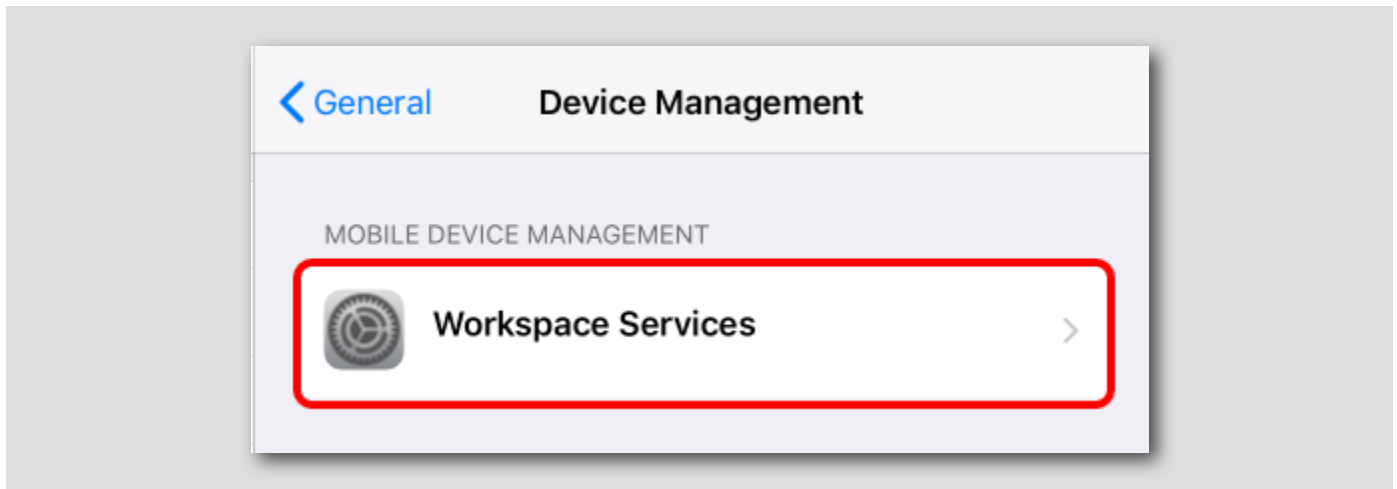 General Device Management
MOBILE DEVICE MANAGEMENT
Workspace Services